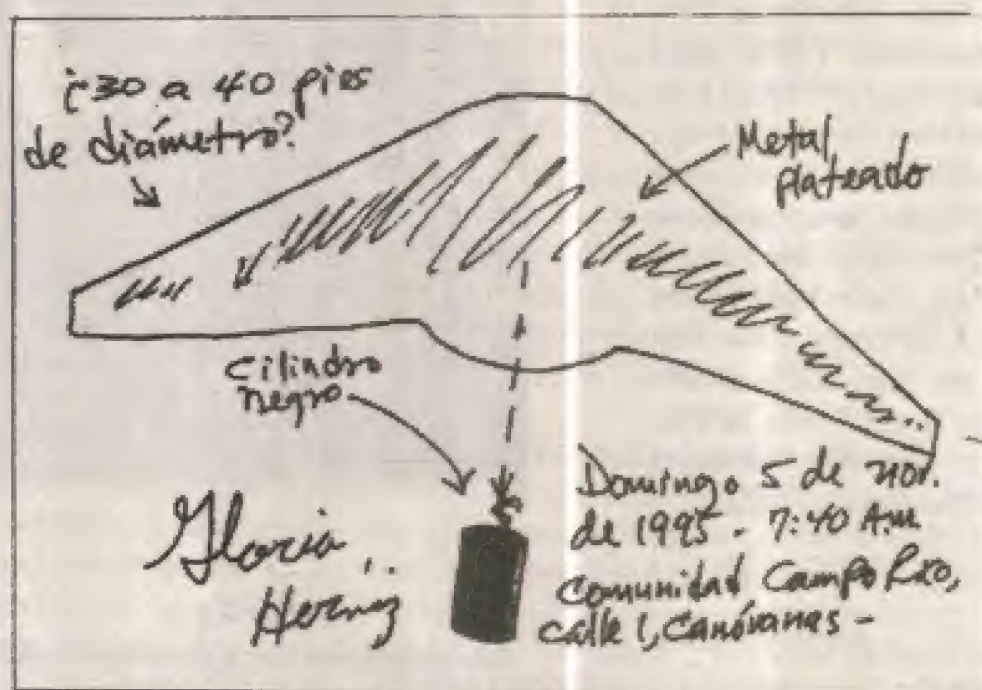 ¿30 a 40 pies
de diámetro?
Metal
plateado
cilindro
negro
Domingo 5 de nov.
de 1995 - 7:40 A.m.
Comunidad Campo Rico,
calle 1, Canóvanas -
Gloria